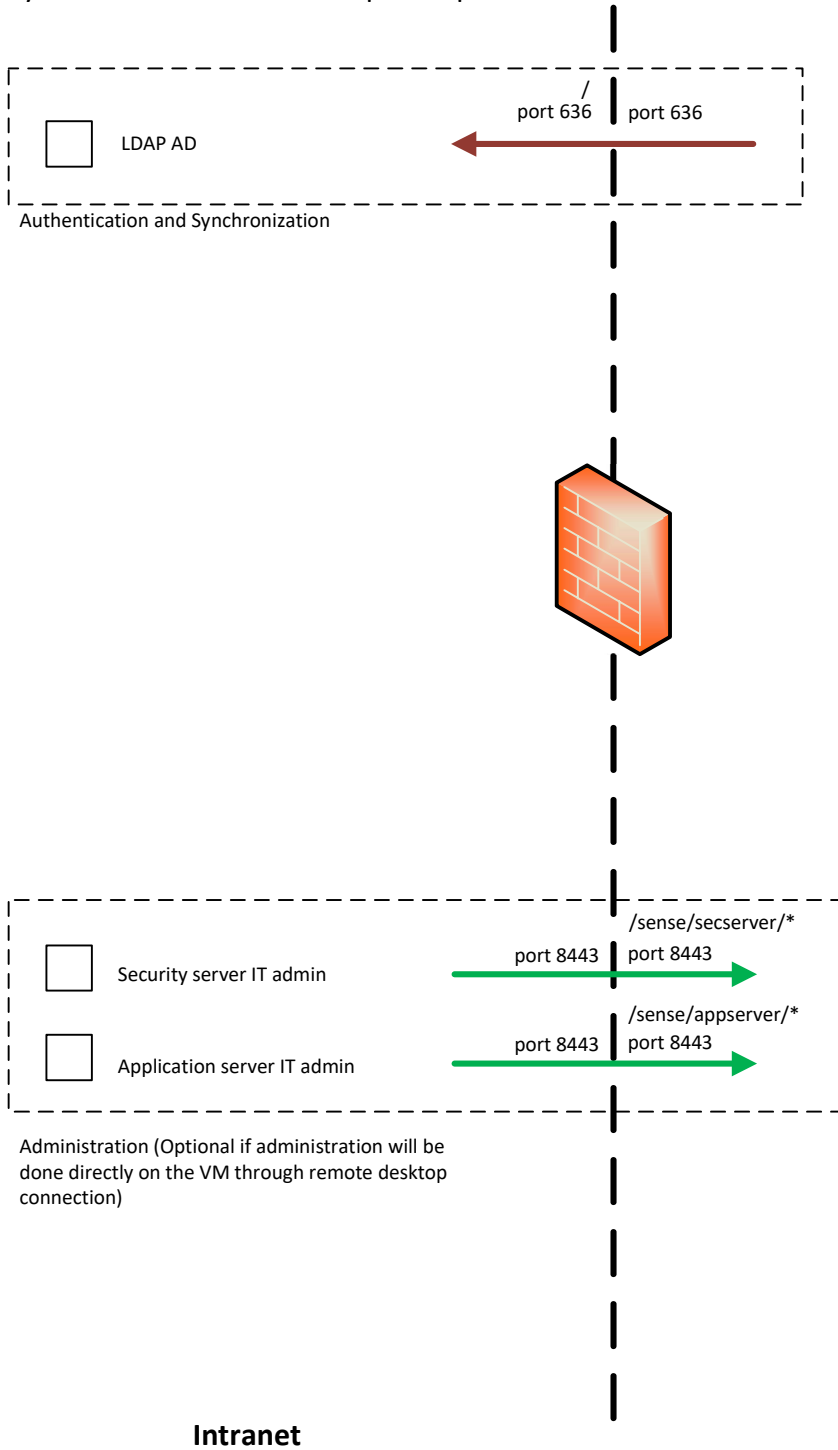 /
port 636
port 636
LDAP AD
Authentication and Synchronization
/sense/secserver/*
port 8443
port 8443
Security server IT admin
/sense/appserver/*
port 8443
port 8443
Application server IT admin
Administration (Optional if administration will be
done directly on the VM through remote desktop
connection)
Intranet